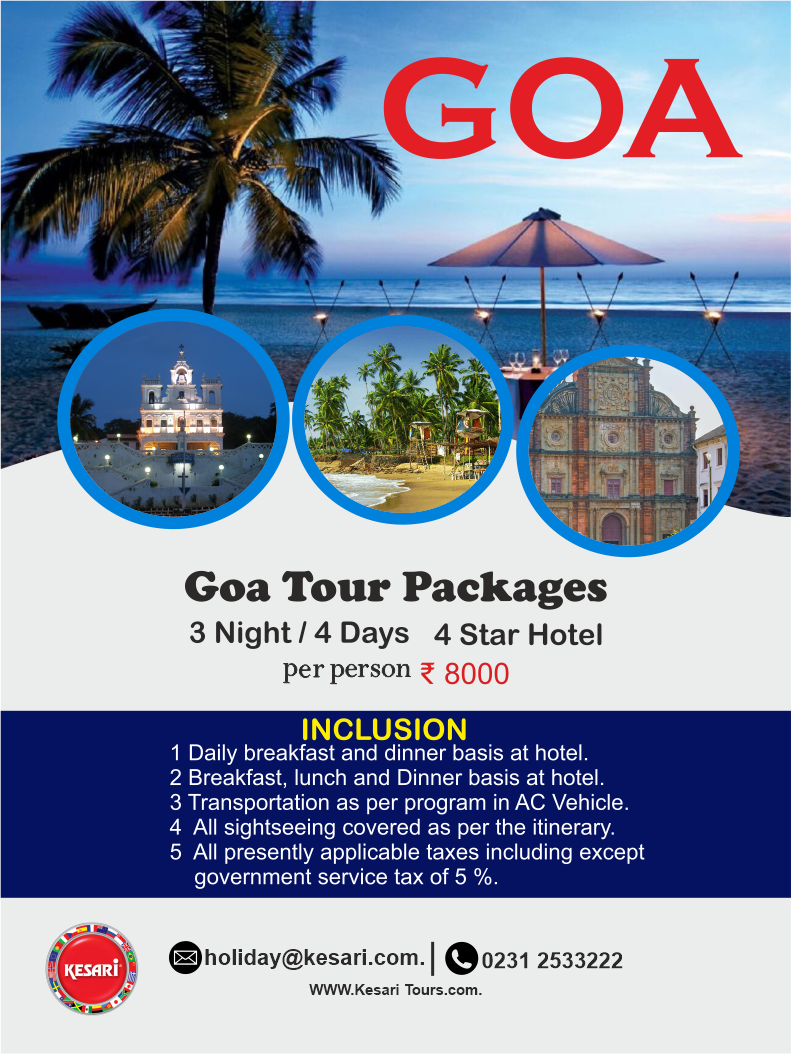 GOA
Goa Tour Packages
3 Night / 4 Days 4 Star Hotel
per person ₹ 8000
INCLUSION
1 Daily breakfast and dinner basis at hotel.
2 Breakfast, lunch and Dinner basis at hotel.
3 Transportation as per program in AC Vehicle.
4 All sightseeing covered as per the itinerary.
5 All presently applicable taxes including except
government service tax of 5 %.
KESARI
holiday@kesari.com. | 0231 2533222
WWW.Kesari Tours.com.